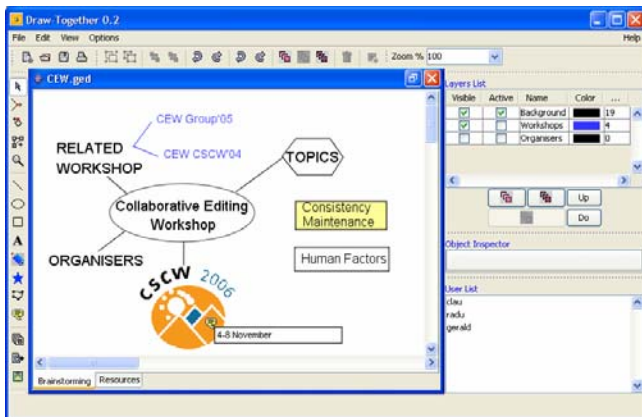 Draw-Together 0.2
File Edit View Options Help
Zoom % 100
CEW.ged
CEW Group'05
CEW CSCW'04
RELATED
WORKSHOP
TOPICS
Collaborative Editing
Workshop
Consistency
Maintenance
ORGANISERS
Human Factors
CSCW 2006
4-8 November
Brainstorming Resources
Layers List
Visible Active Name Color ...
Background 19
Workshops 4
Organisers 0
Up
Do
Object Inspector
User List
clau
radu
gerald